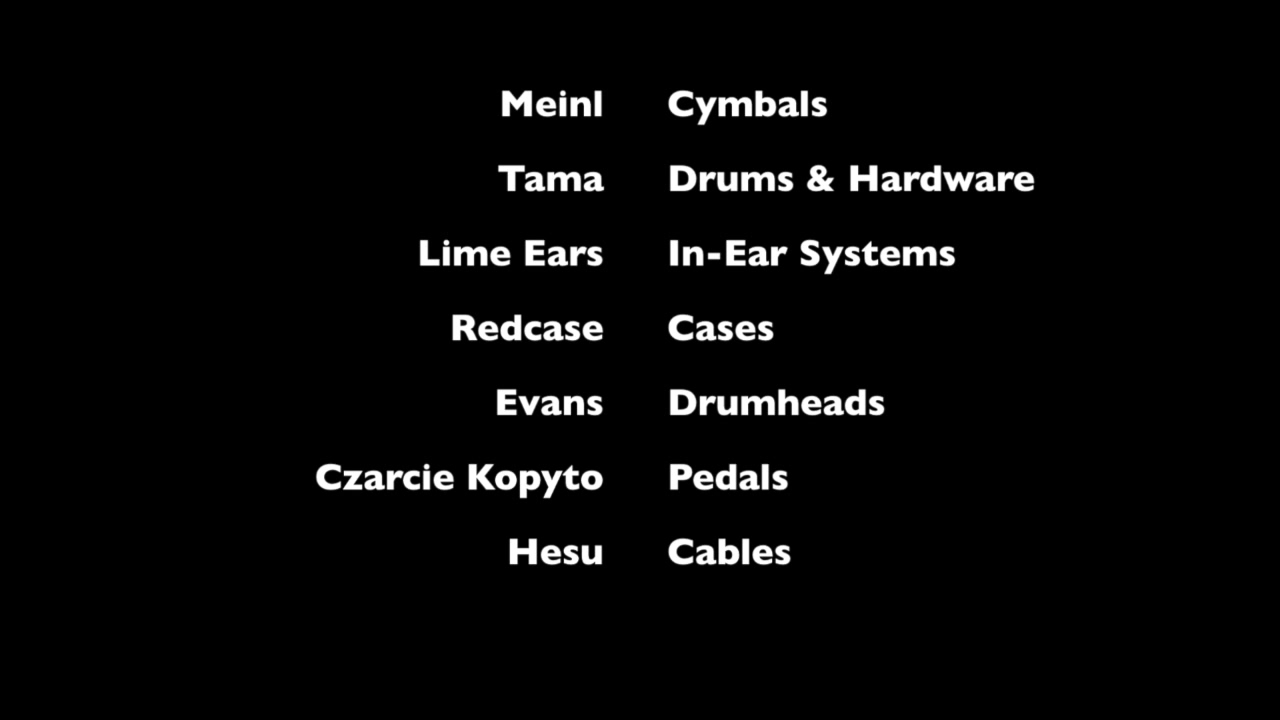 Meinl Cymbals
Tama Drums & Hardware
Lime Ears In-Ear Systems
Redcase Cases
Evans Drumheads
Czarcie Kopyto Pedals
Hesu Cables